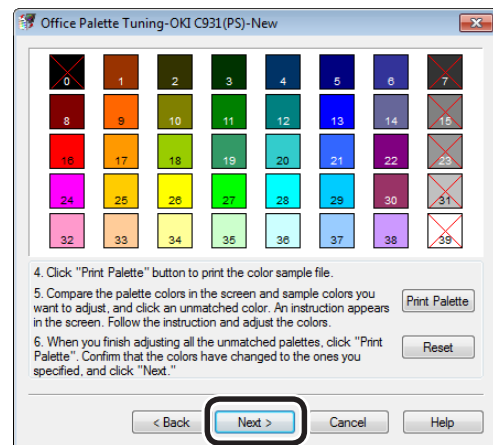 Office Palette Tuning-OKI C931(PS)-New
0 1 2 3 4 5 6 7
8 9 10 11 12 13 14 15
16 17 18 19 20 21 22 23
24 25 26 27 28 29 30 31
32 33 34 35 36 37 38 39
4. Click "Print Palette" button to print the color sample file.
5. Compare the palette colors in the screen and sample colors you
want to adjust, and click an unmatched color. An instruction appears
in the screen. Follow the instruction and adjust the colors.
Print Palette
6. When you finish adjusting all the unmatched palettes, click "Print
Palette". Confirm that the colors have changed to the ones you
specified, and click "Next."
Reset
< Back Next > Cancel Help